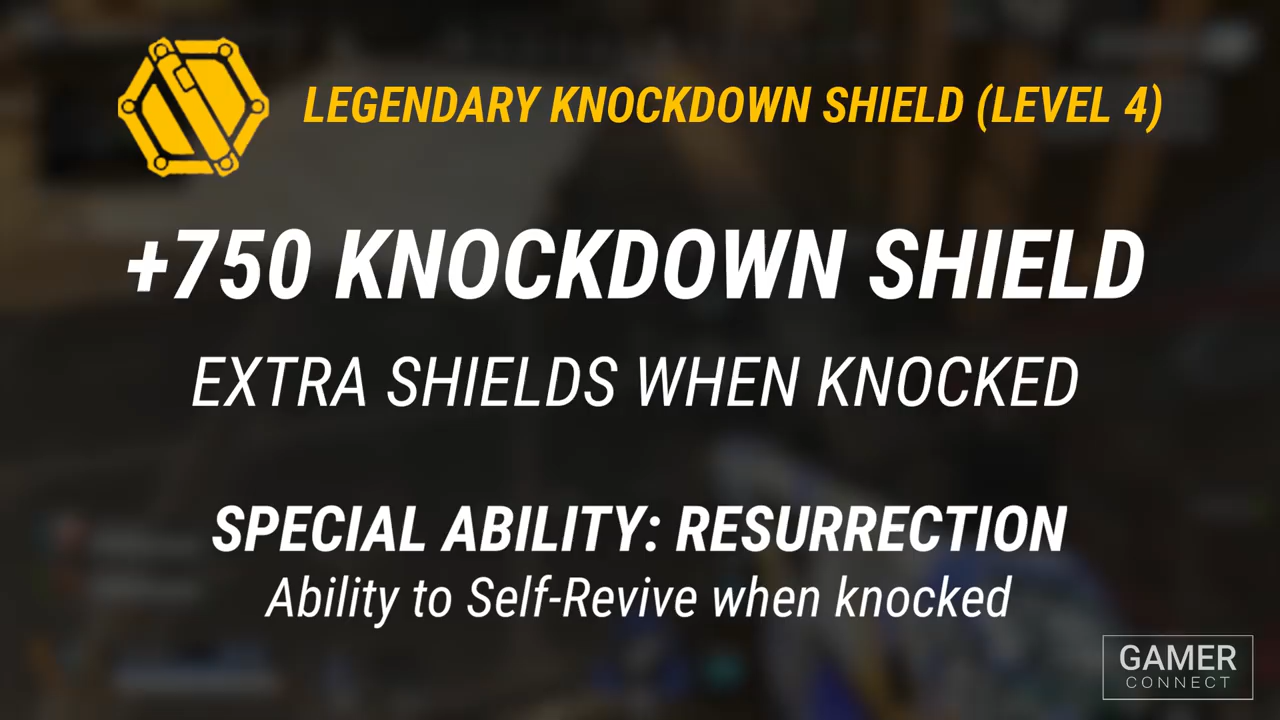 LEGENDARY KNOCKDOWN SHIELD (LEVEL 4)
+750 KNOCKDOWN SHIELD
EXTRA SHIELDS WHEN KNOCKED
SPECIAL ABILITY: RESURRECTION
Ability to Self-Revive when knocked
GAMER
CONNECT